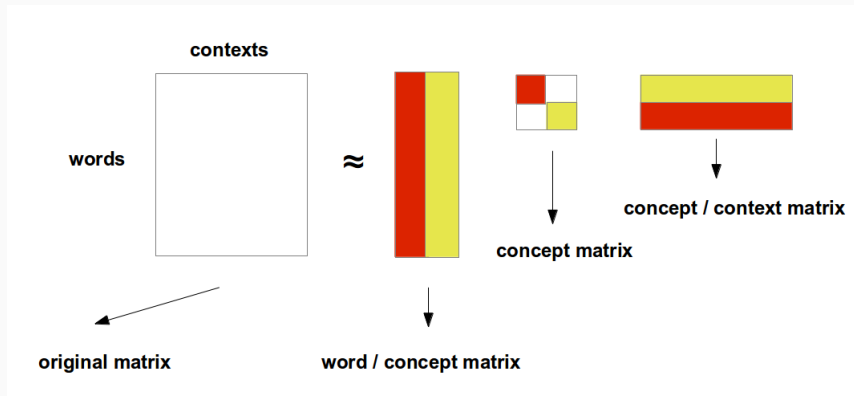 contexts
words
≈
concept / context matrix
concept matrix
original matrix
word / concept matrix